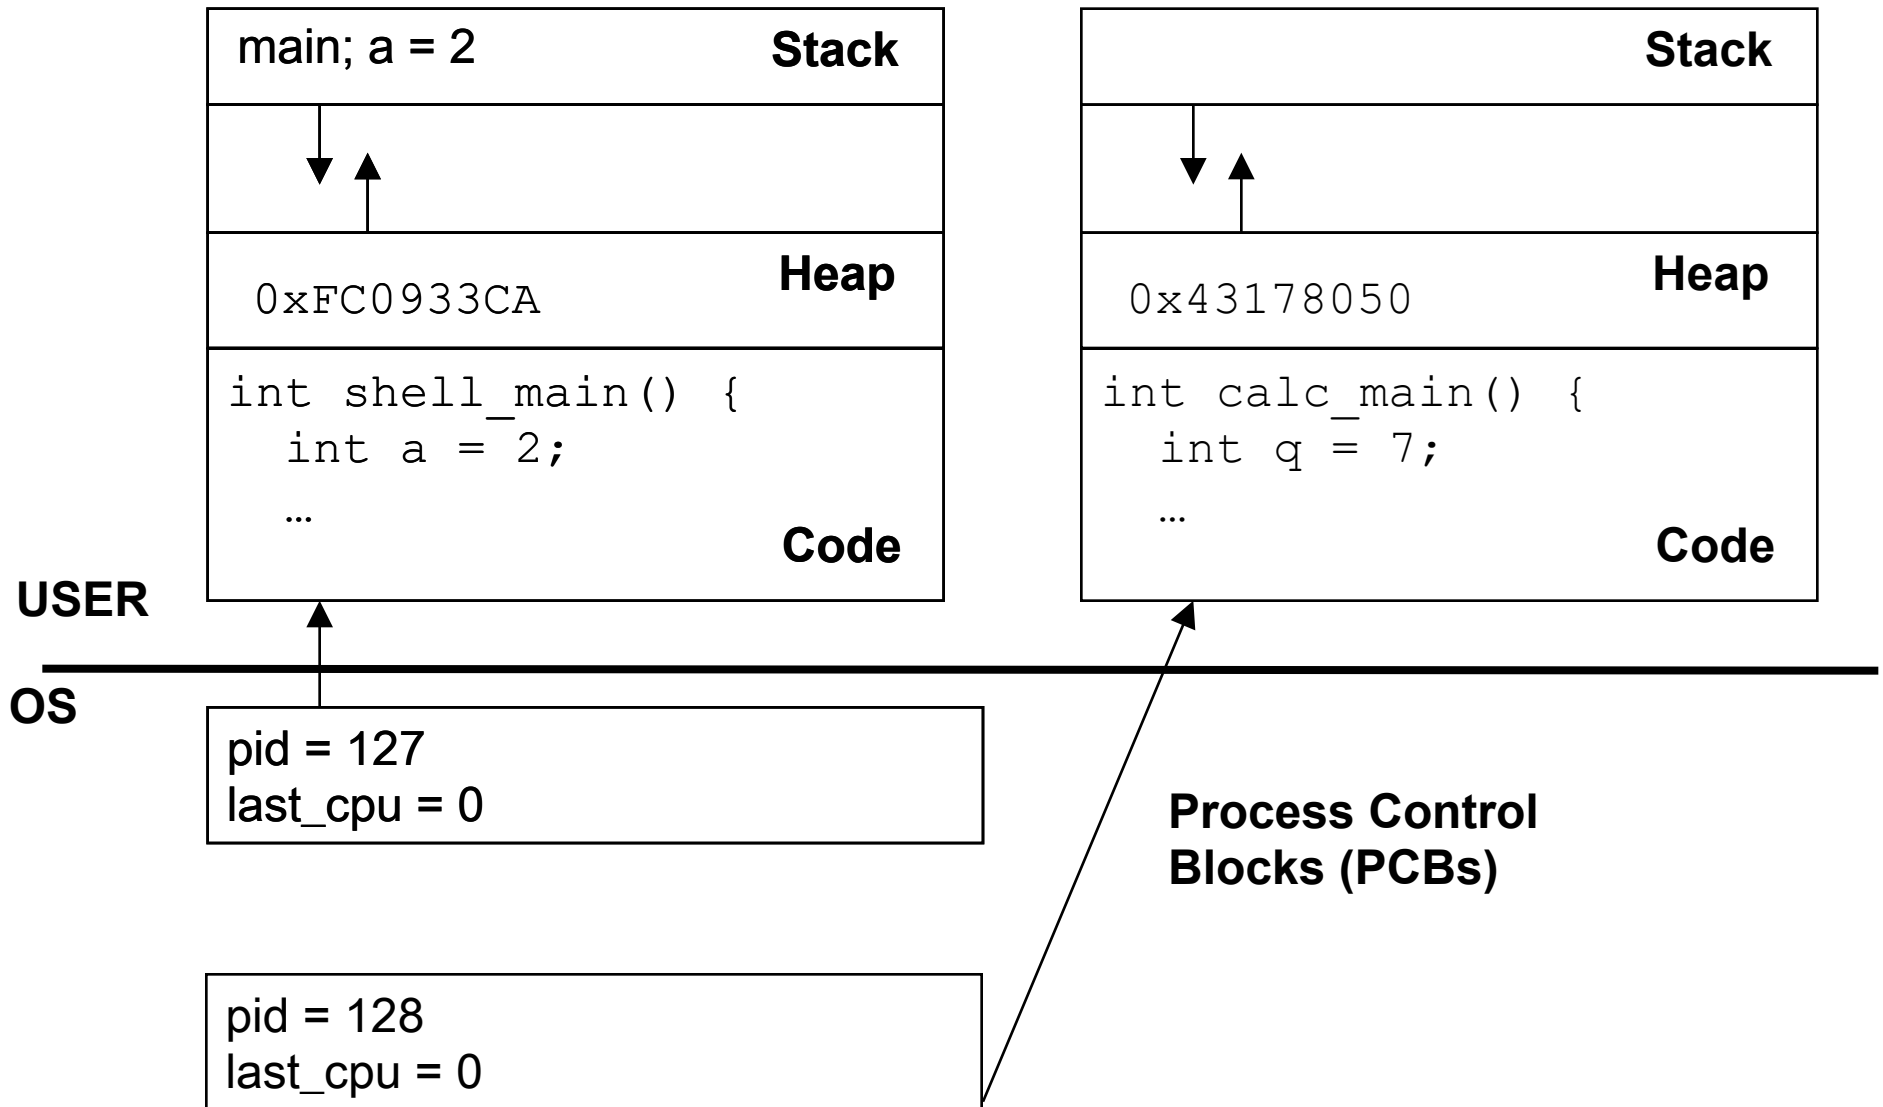 main; a = 2
Stack
Heap
0xFC0933CA
int shell_main() {
int a = 2;
…
Code
Stack
Heap
0x43178050
int calc_main() {
int q = 7;
…
Code
USER
OS
pid = 127
last_cpu = 0
Process Control
Blocks (PCBs)
pid = 128
last_cpu = 0